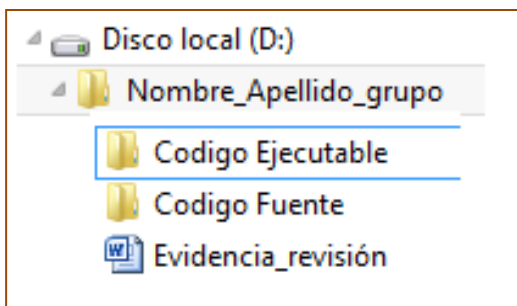 Disco local (D:)
Nombre_Apellido_grupo
Codigo Ejecutable
Codigo Fuente
Evidencia_revisión